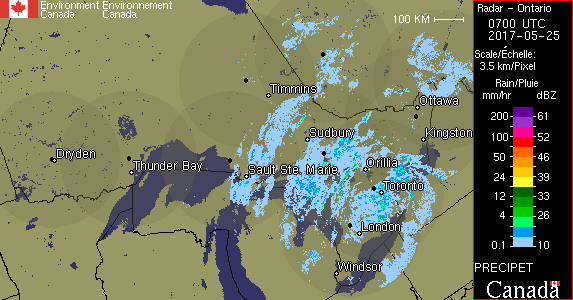 Environment Environnement
Canada Canada
100 KM
Timmins
Ottawa
Sudbury
Kingston
Dryden
Thunder Bay
Sault Ste. Marie
Orillia
Toronto
London
Windsor
Radar - Ontario
0700 UTC
2017-05-25
Scale/Échelle:
3.5 km/Pixel
Rain/Pluie
mm/hr dBZ
200 61
100 52
50 46
24 39
12 33
4 26
0.1 10
PRECIPET
Canada